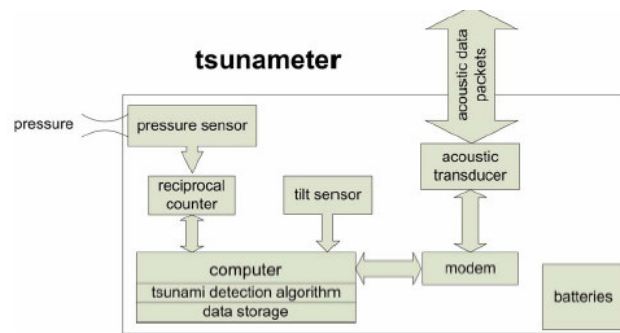 tsunameter
acoustic data
packets
pressure
pressure sensor
acoustic
transducer
reciprocal
counter
tilt sensor
computer
tsunami detection algorithm
data storage
modem
batteries